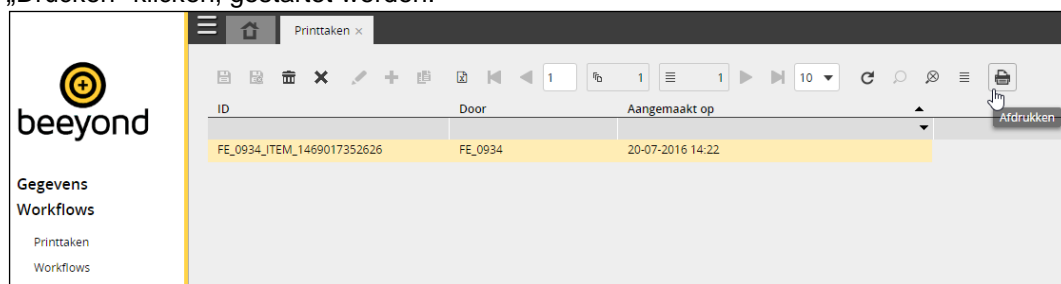 „Drucken“ klicken, gestartet werden.
Printtaken ×
1 1 1 10
Afdrukken
beeyond
ID Door Aangemaakt op
FE_0934_ITEM_1469017352626 FE_0934 20-07-2016 14:22
Gegevens
Workflows
Printtaken
Workflows